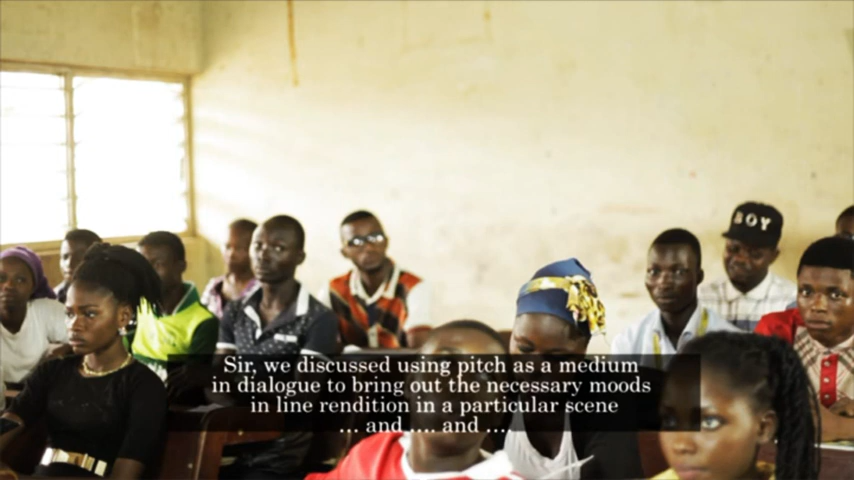 BOY
Sir, we discussed using pitch as a medium
in dialogue to bring out the necessary moods
in line rendition in a particular scene
... and .... and ....